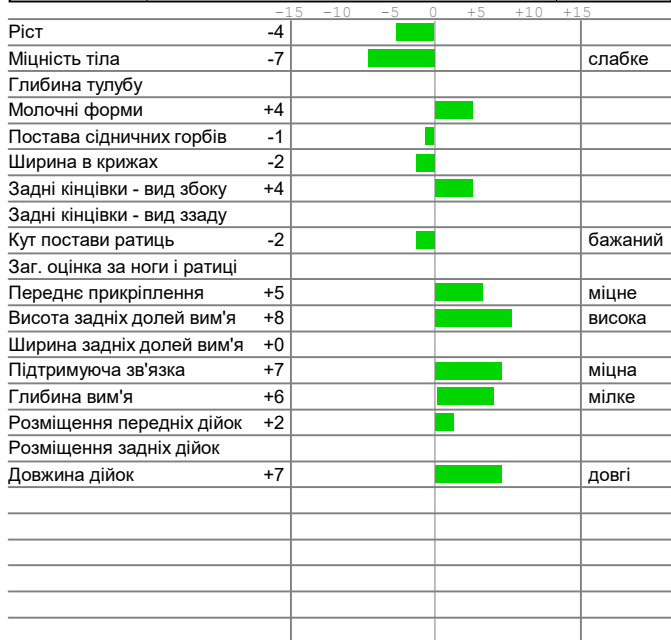 -15 -10 -5 0 +5 +10 +15
Ріст -4
Міцність тіла -7 слабке
Глибина тулубу
Молочні форми +4
Постава сідничних горбів -1
Ширина в крижах -2
Задні кінцівки - вид збоку +4
Задні кінцівки - вид ззаду
Кут постави ратиць -2 бажаний
Заг. оцінка за ноги і ратиці
Переднє прикріплення +5 міцне
Висота задніх долей вим'я +8 висока
Ширина задніх долей вим'я +0
Підтримуюча зв'язка +7 міцна
Глибина вим'я +6 мілке
Розміщення передніх дійок +2
Розміщення задніх дійок
Довжина дійок +7 довгі